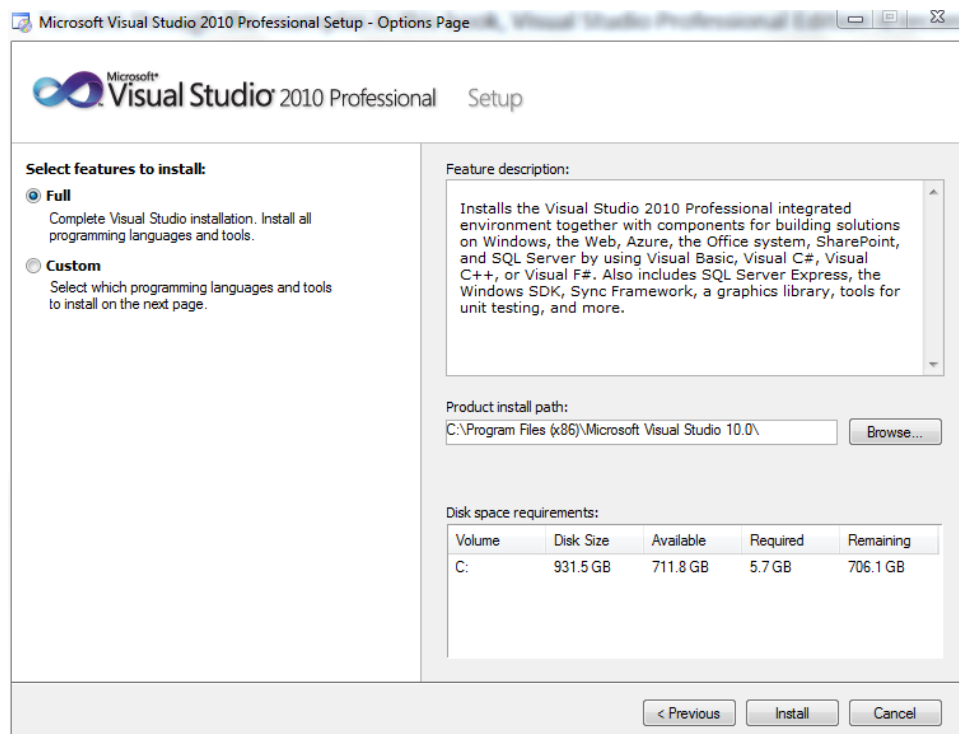 Microsoft Visual Studio 2010 Professional Setup - Options Page
Microsoft®
Visual Studio® 2010 Professional Setup
Select features to install:
Full
Complete Visual Studio installation. Install all
programming languages and tools.
Custom
Select which programming languages and tools
to install on the next page.
Feature description:
Installs the Visual Studio 2010 Professional integrated
environment together with components for building solutions
on Windows, the Web, Azure, the Office system, SharePoint,
and SQL Server by using Visual Basic, Visual C#, Visual
C++, or Visual F#. Also includes SQL Server Express, the
Windows SDK, Sync Framework, a graphics library, tools for
unit testing, and more.
Product install path:
C:\Program Files (x86)\Microsoft Visual Studio 10.0\
Browse...
Disk space requirements:
Volume Disk Size Available Required Remaining
C: 931.5 GB 711.8 GB 5.7 GB 706.1 GB
< Previous Install Cancel